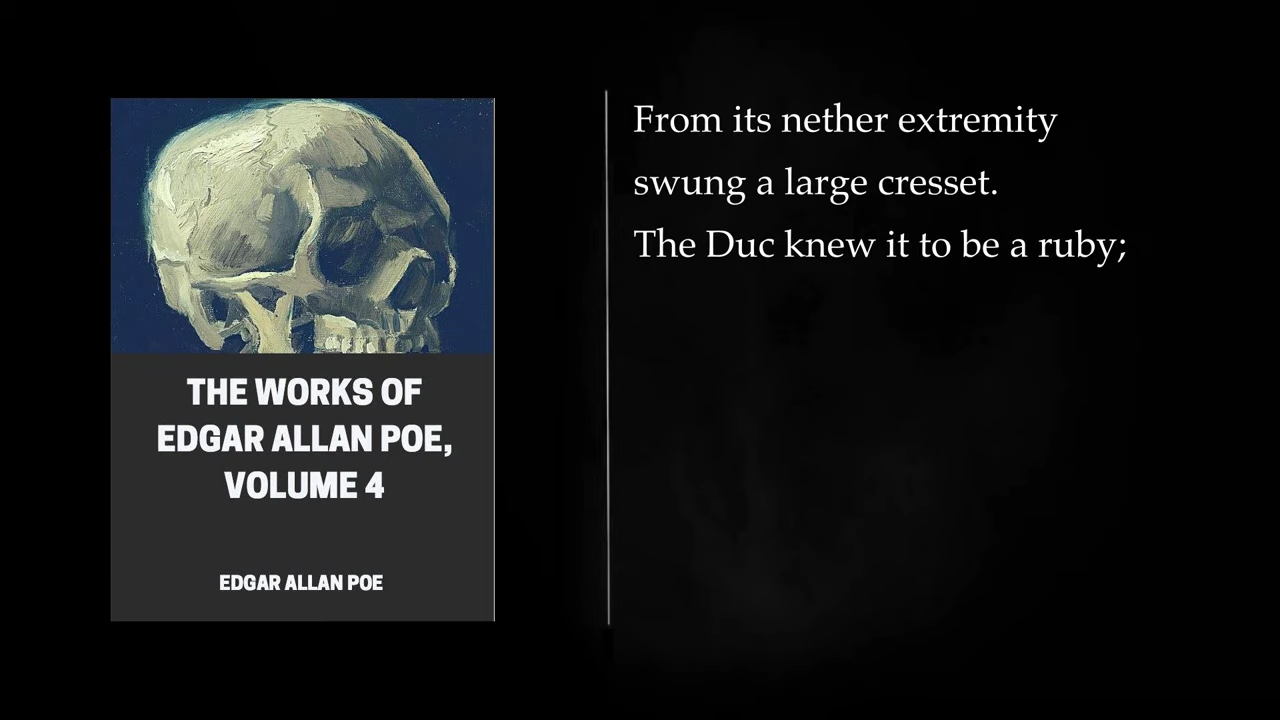 THE WORKS OF
EDGAR ALLAN POE,
VOLUME 4
EDGAR ALLAN POE
From its nether extremity
swung a large cresset.
The Duc knew it to be a ruby;